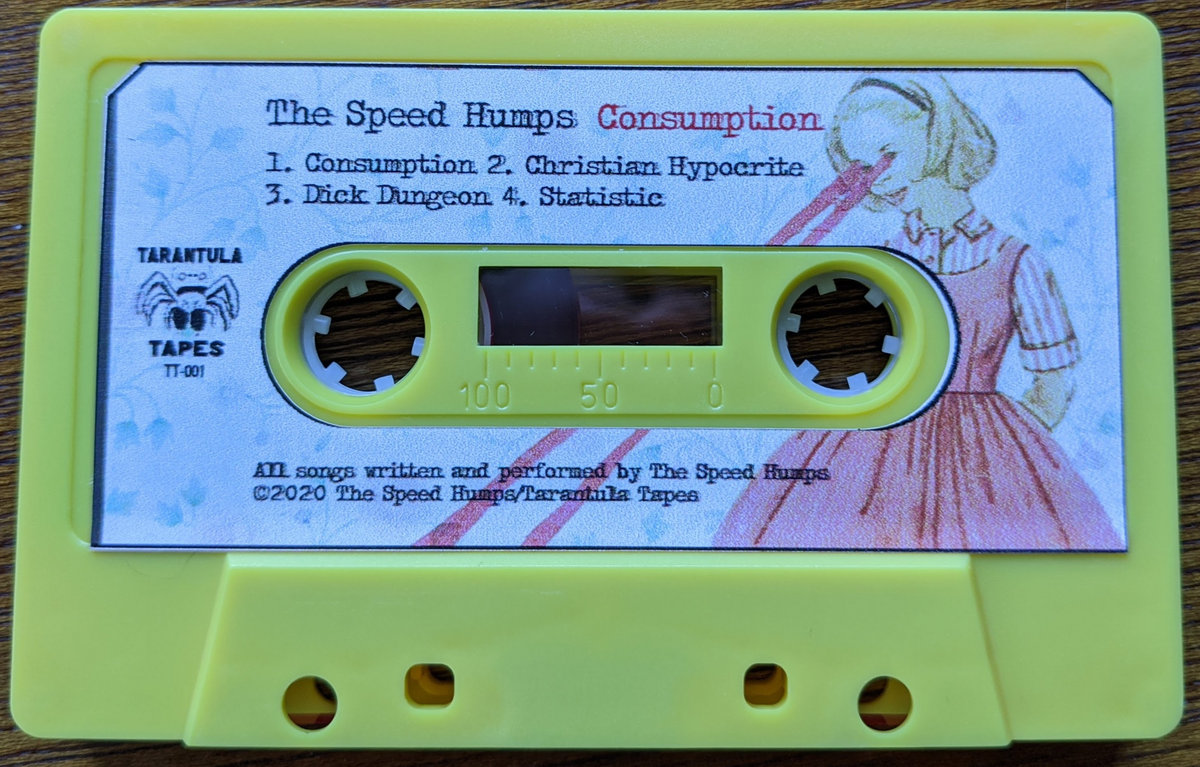 The Speed Humps Consumption
1. Consumption 2. Christian Hypocrite
3. Dick Dungeon 4. Statistic
TARANTULA
TAPES
TT-001
100 50 0
All songs written and performed by The Speed Humps
©2020 The Speed Humps/Tarantula Tapes